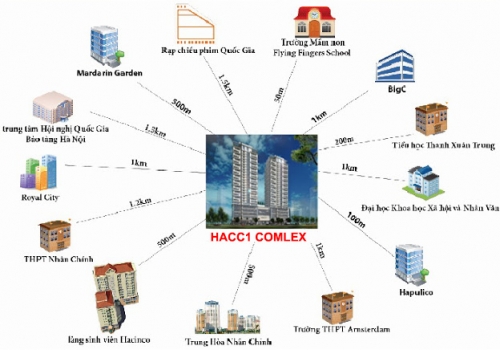 Rạp chiếu phim Quốc Gia
Trường Mầm non
Flying Fingers School
Mardarin Garden
BigC
500m
1.5km
50m
1km
trung tâm Hội nghị Quốc Gia
Bảo tàng Hà Nội
1.5km
200m
Tiểu học Thanh Xuân Trung
Royal City
1km
1km
Đại học Khoa học Xã hội và Nhân Văn
1.2km
100m
HACC1 COMLEX
THPT Nhân Chính
500m
500m
1km
Hapulico
làng sinh viên Hacinco
Trung Hòa Nhân Chính
Trường THPT Amsterdam